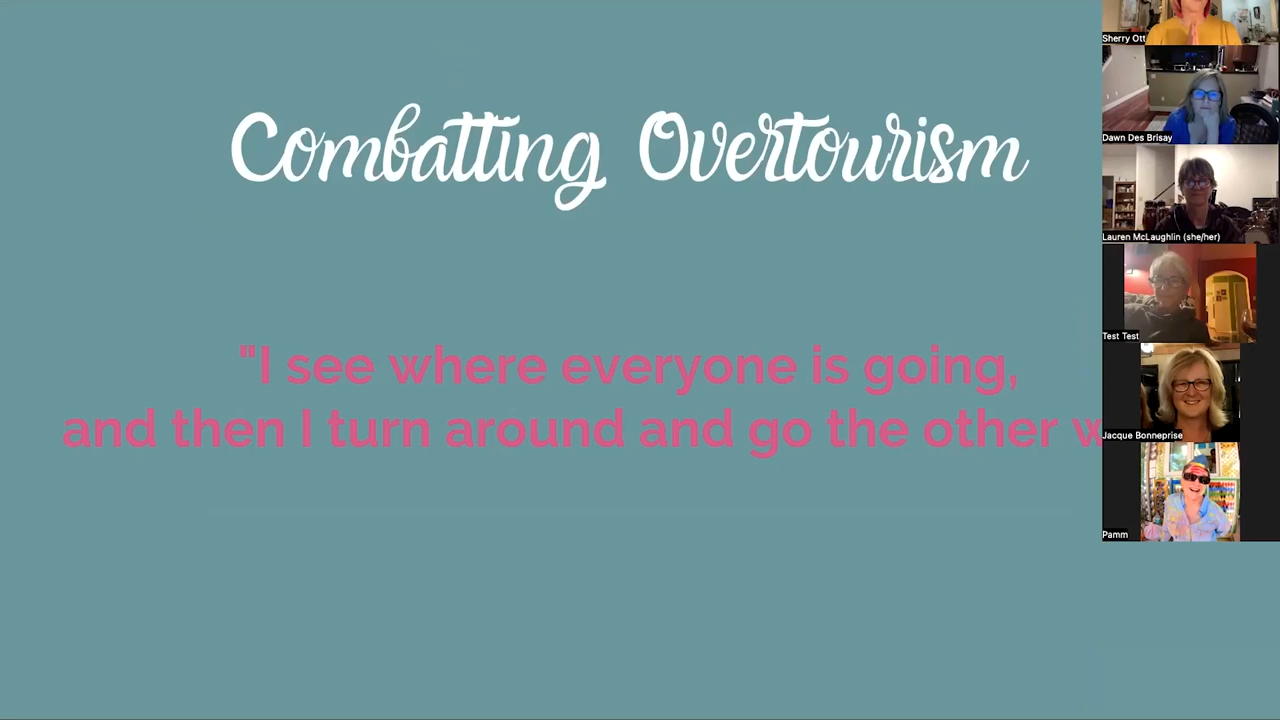 Combatting Overtourism
"I see where everyone is going,
and then I turn around and go the other
Sherry Ott
Dawn Des Brisay
Lauren McLaughlin (she/her)
Test Test
Jacque Bonneprise
Pamm